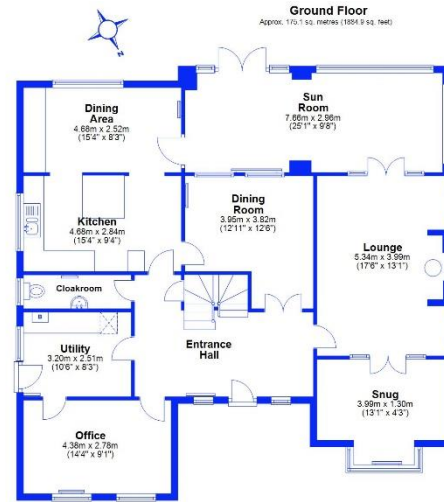 Ground Floor
Approx. 175.1 sq. metres (1884.9 sq. feet)
N
Dining
Area
4.68m x 2.52m
(15'4" x 8'3")
Sun
Room
7.66m x 2.96m
(25'1" x 9'8")
Kitchen
4.68m x 2.84m
(15'4" x 9'4")
Dining
Room
3.95m x 3.82m
(12'11" x 12'6")
Lounge
5.34m x 3.99m
(17'6" x 13'1")
Cloakroom
Utility
3.20m x 2.51m
(10'6" x 8'3")
Entrance
Hall
Snug
3.99m x 1.30m
(13'1" x 4'3")
Office
4.38m x 2.78m
(14'4" x 9'1")